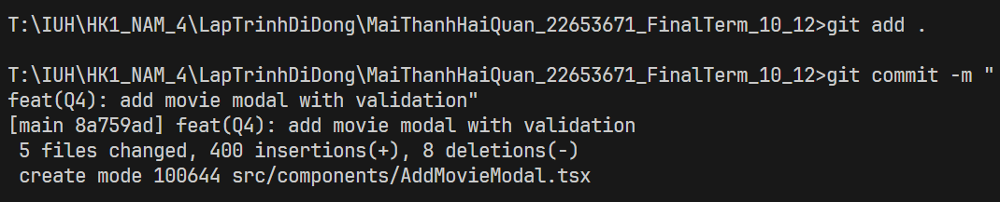 T:\IUH\HK1_NAM_4\LapTrinhDiDong\MaiThanhHaiQuan_22653671_FinalTerm_10_12>git add .
T:\IUH\HK1_NAM_4\LapTrinhDiDong\MaiThanhHaiQuan_22653671_FinalTerm_10_12>git commit -m "
feat(Q4): add movie modal with validation"
[main 8a759ad] feat(Q4): add movie modal with validation
 5 files changed, 400 insertions(+), 8 deletions(-)
 create mode 100644 src/components/AddMovieModal.tsx